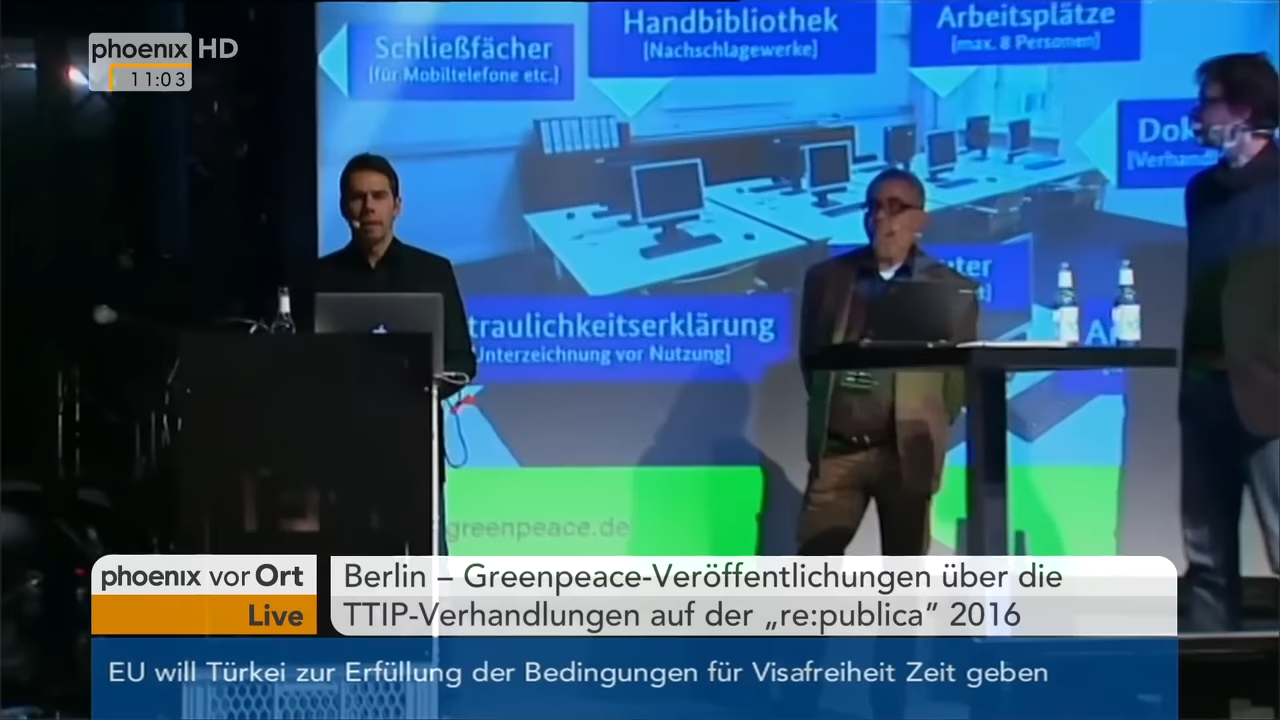 phoenix HD
11:03
Schließfächer
[für Mobiltelefone etc.]
Handbibliothek
[Nachschlagewerke]
Arbeitsplätze
[max. 8 Personen]
traulichkeitserklärung
Unterzeichnung vor Nutzung]
greenpeace.de
phoenix vor Ort
Live
Berlin – Greenpeace-Veröffentlichungen über die
TTIP-Verhandlungen auf der „re:publica” 2016
EU will Türkei zur Erfüllung der Bedingungen für Visafreiheit Zeit geben